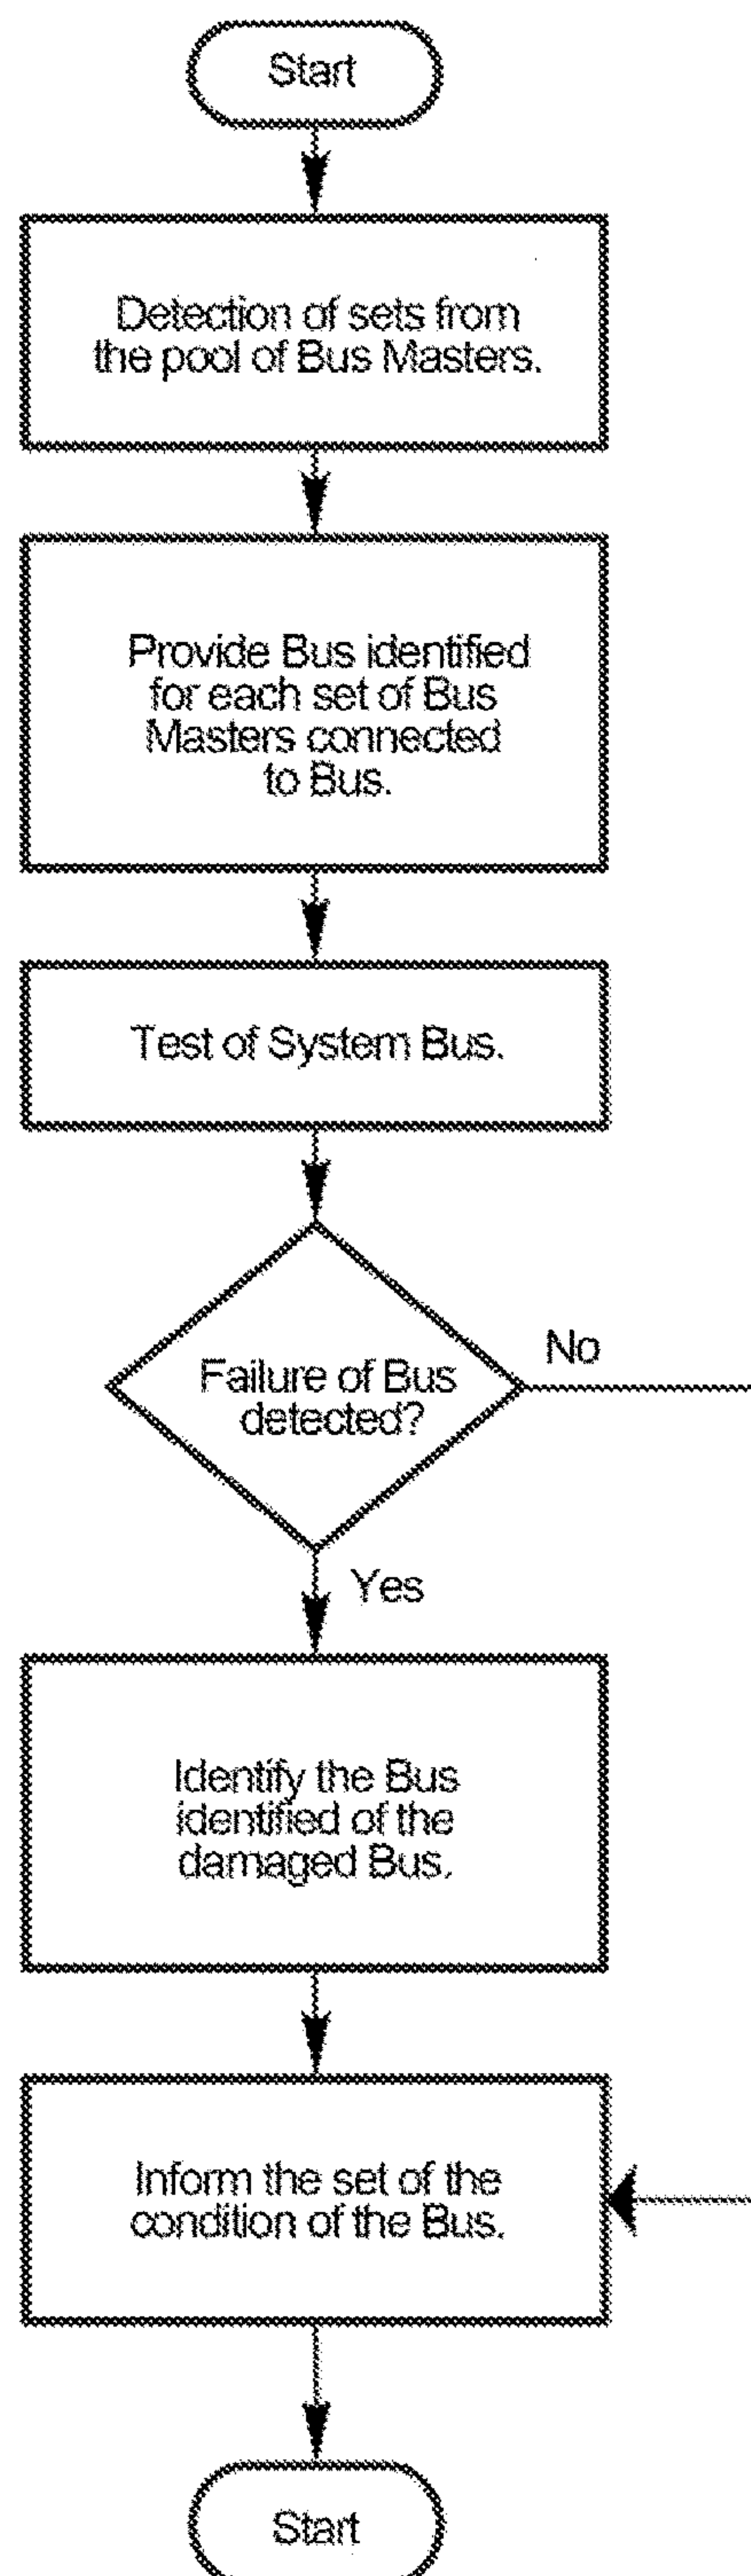 Start
Detection of sets from
the pool of Bus Masters.
Provide Bus identified
for each set of Bus
Masters connected
to Bus.
Test of System Bus.
Failure of Bus
detected?
No
Yes
Identify the Bus
identified of the
damaged Bus.
Inform the set of the
condition of the Bus.
Start